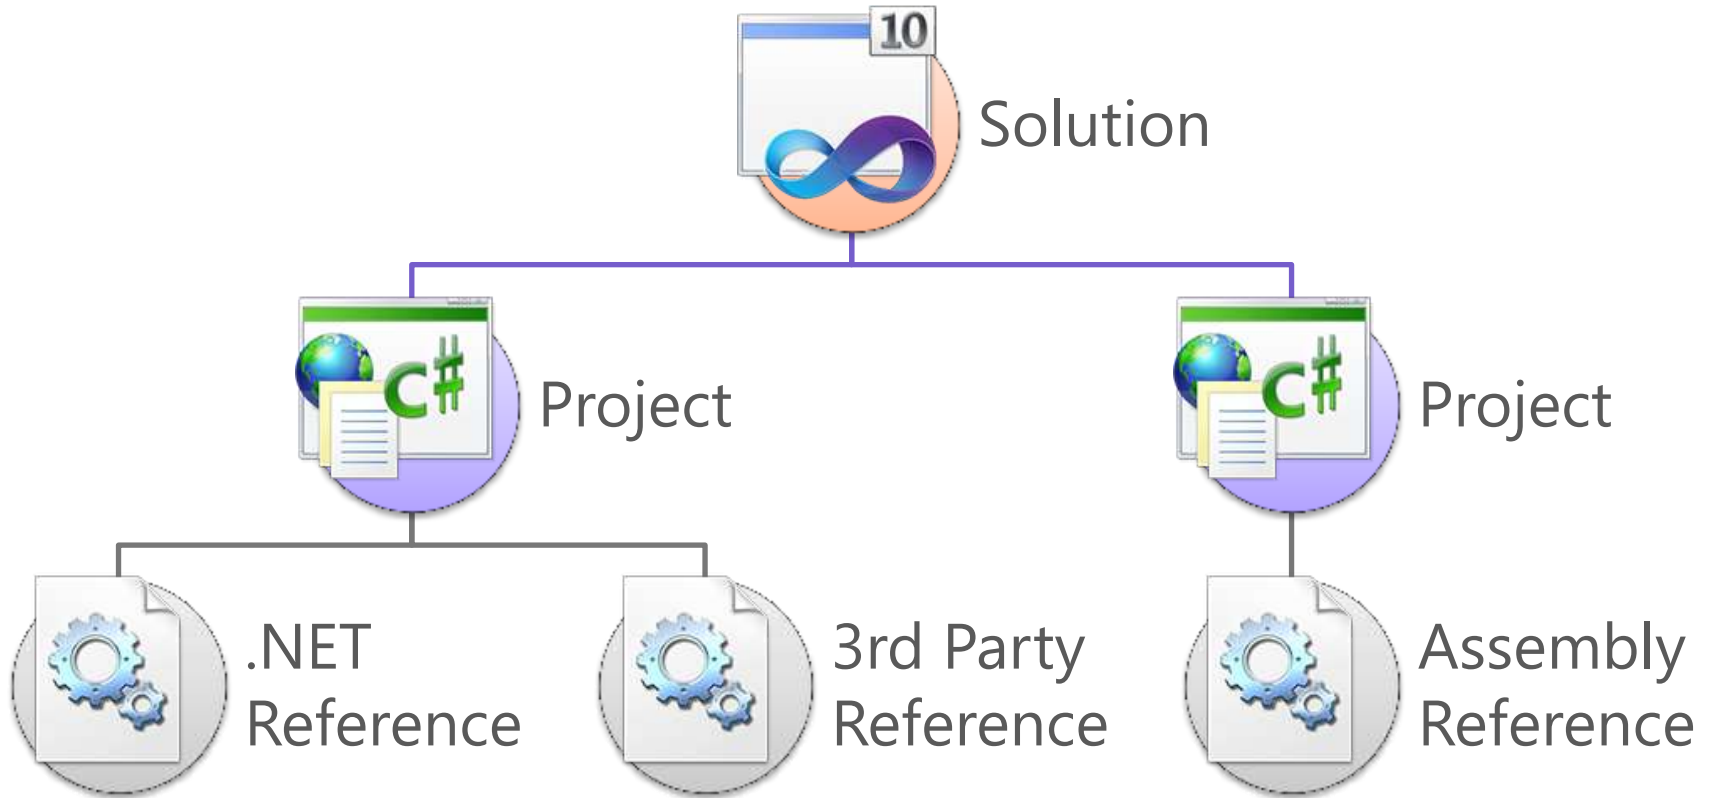 10
Solution
C#
Project
C#
Project
.NET
Reference
3rd Party
Reference
Assembly
Reference